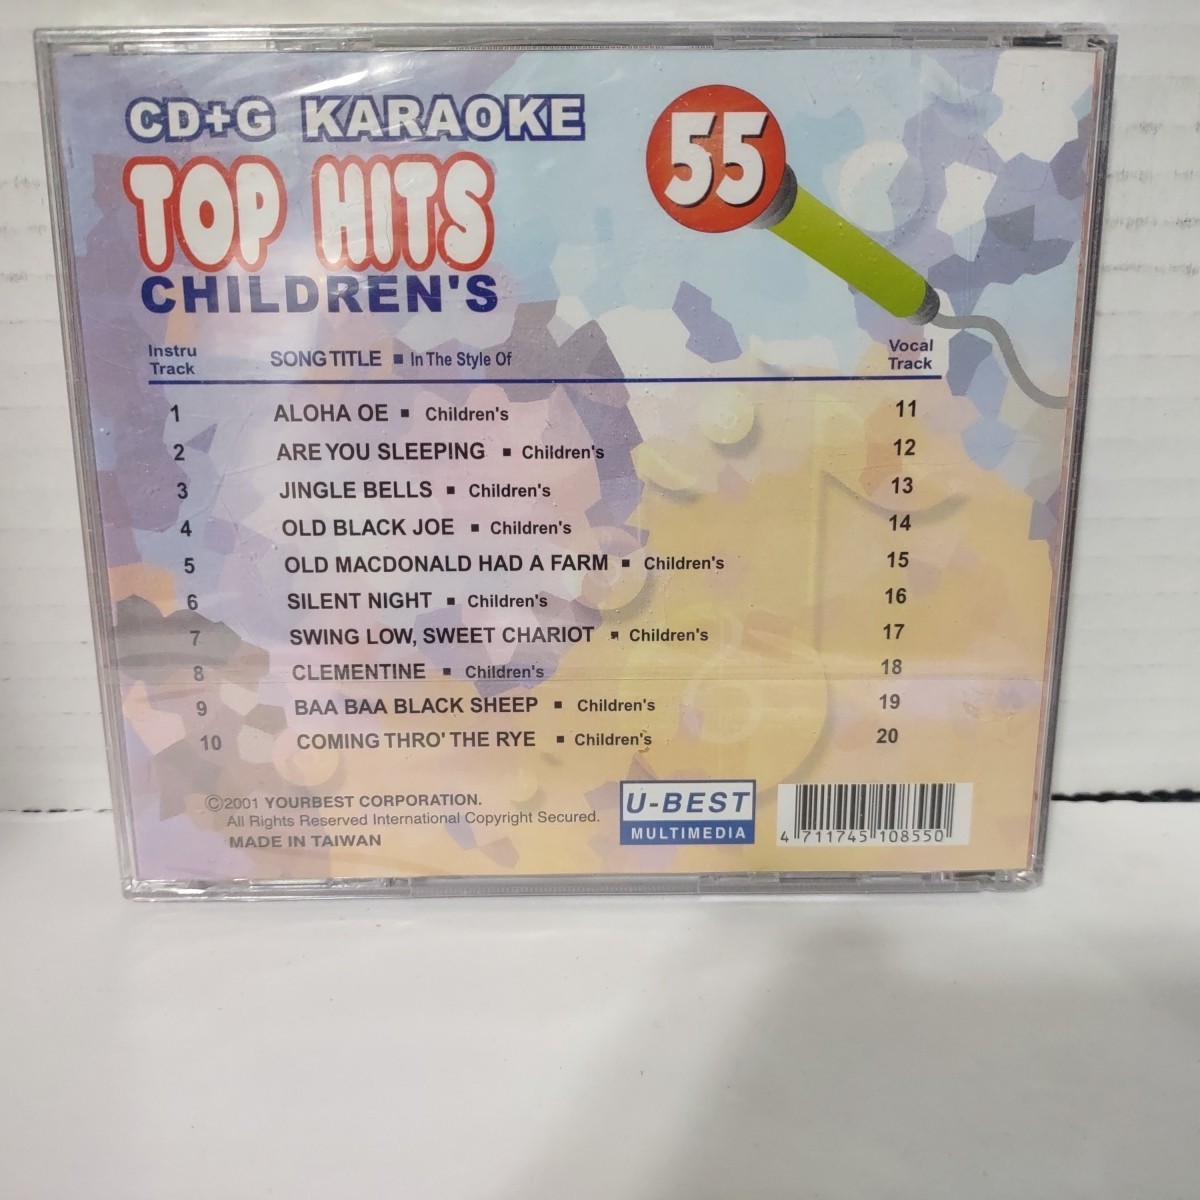 CD+G KARAOKE
55
TOP HITS
CHILDREN'S
Instru Track SONG TITLE ■ In The Style Of Vocal Track
1 ALOHA OE ■ Children's 11
2 ARE YOU SLEEPING ■ Children's 12
3 JINGLE BELLS ■ Children's 13
4 OLD BLACK JOE ■ Children's 14
5 OLD MACDONALD HAD A FARM ■ Children's 15
6 SILENT NIGHT ■ Children's 16
7 SWING LOW, SWEET CHARIOT ■ Children's 17
8 CLEMENTINE ■ Children's 18
9 BAA BAA BLACK SHEEP ■ Children's 19
10 COMING THRO' THE RYE ■ Children's 20
©2001 YOURBEST CORPORATION.
All Rights Reserved International Copyright Secured.
MADE IN TAIWAN
U-BEST
MULTIMEDIA
4 711745 108550